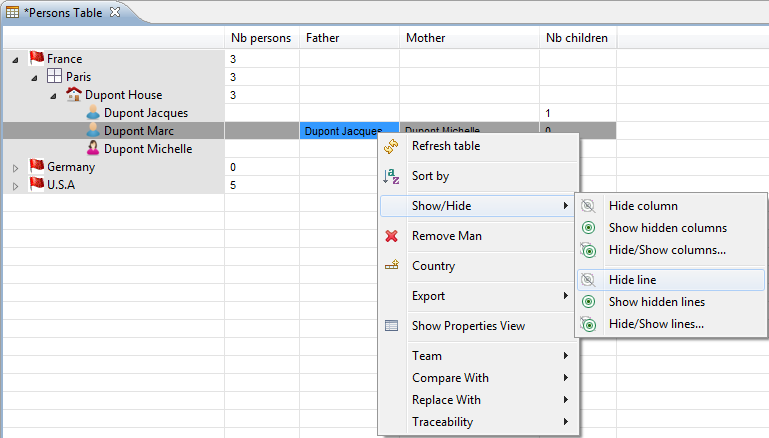 *Persons Table
Nb persons Father Mother Nb children
France 3
Paris 3
Dupont House 3
Dupont Jacques 1
Dupont Marc Dupont Jacques Dupont Michelle 0
Dupont Michelle
Germany 0
U.S.A 5
Refresh table
Sort by
Show/Hide
Remove Man
Country
Export
Show Properties View
Team
Compare With
Replace With
Traceability
Hide column
Show hidden columns
Hide/Show columns...
Hide line
Show hidden lines
Hide/Show lines...